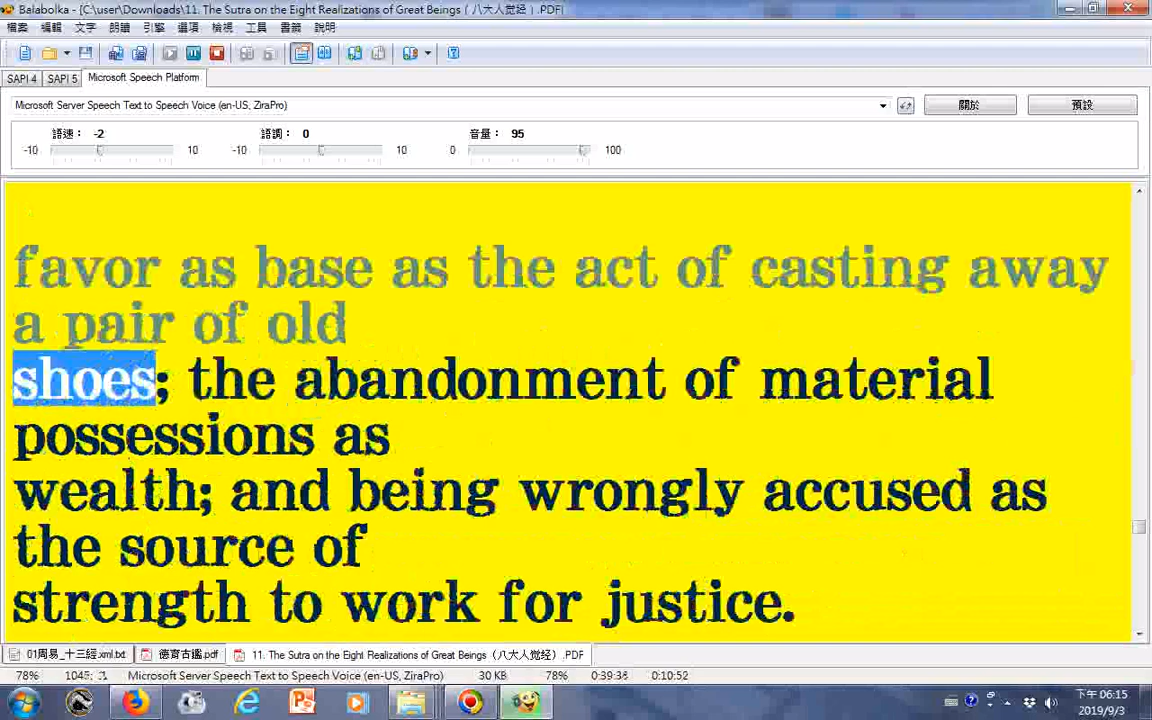 Balabolka - [C:\user\Downloads\11. The Sutra on the Eight Realizations of Great Beings（八大人觉经）.PDF]
檔案 編輯 文字 朗讀 引擎 選項 檢視 工具 書籤 說明
SAPI 4 SAPI 5 Microsoft Speech Platform
Microsoft Server Speech Text to Speech Voice (en-US, ZiraPro) 關於 預設
語速： -2 語調： 0 音量： 95
-10 10 -10 10 0 100
favor as base as the act of casting away
a pair of old
shoes; the abandonment of material
possessions as
wealth; and being wrongly accused as
the source of
strength to work for justice.
01周易_十三經.xml.txt 德育古鑑.pdf 11. The Sutra on the Eight Realizations of Great Beings（八大人觉经）.PDF
78% Microsoft Server Speech Text to Speech Voice (en-US, ZiraPro) 30 KB 78% 0:39:36 0:10:52
下午 06:15
2019/9/3